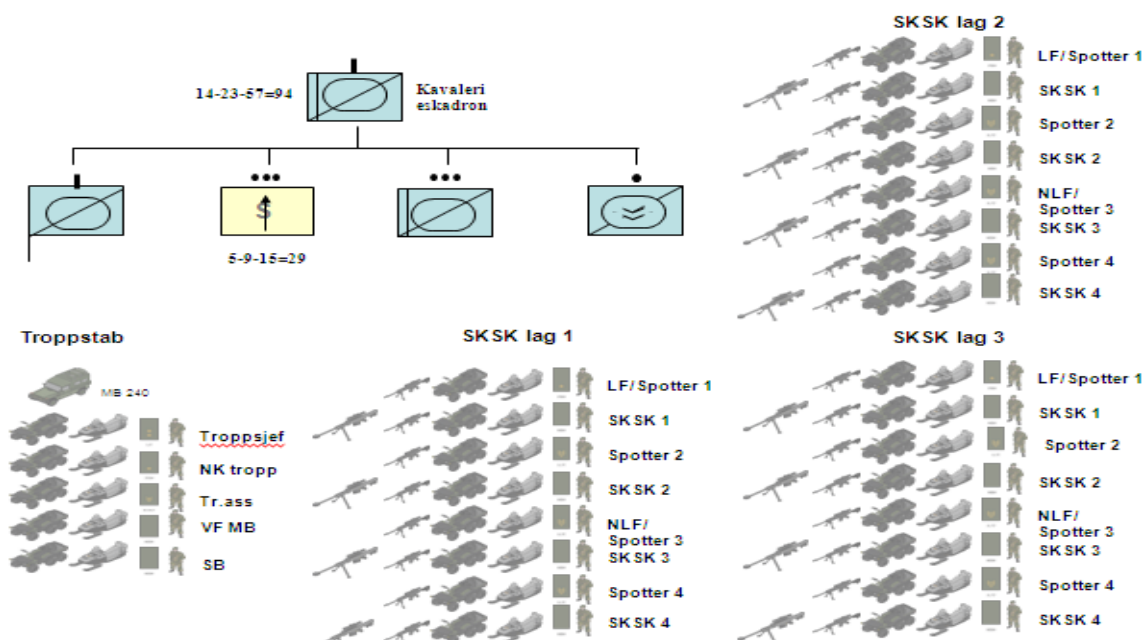 14-23-57=94
Kavaleri
eskadron
S
5-9-15=29
SKSK lag 2
LF/Spotter 1
SKSK 1
Spotter 2
SKSK 2
NLF/
Spotter 3
SKSK 3
Spotter 4
SKSK 4
Troppstab
MB 240
Troppsjef
NK tropp
Tr.ass
VF MB
SB
SKSK lag 1
LF/Spotter 1
SKSK 1
Spotter 2
SKSK 2
NLF/
Spotter 3
SKSK 3
Spotter 4
SKSK 4
SKSK lag 3
LF/Spotter 1
SKSK 1
Spotter 2
SKSK 2
NLF/
Spotter 3
SKSK 3
Spotter 4
SKSK 4